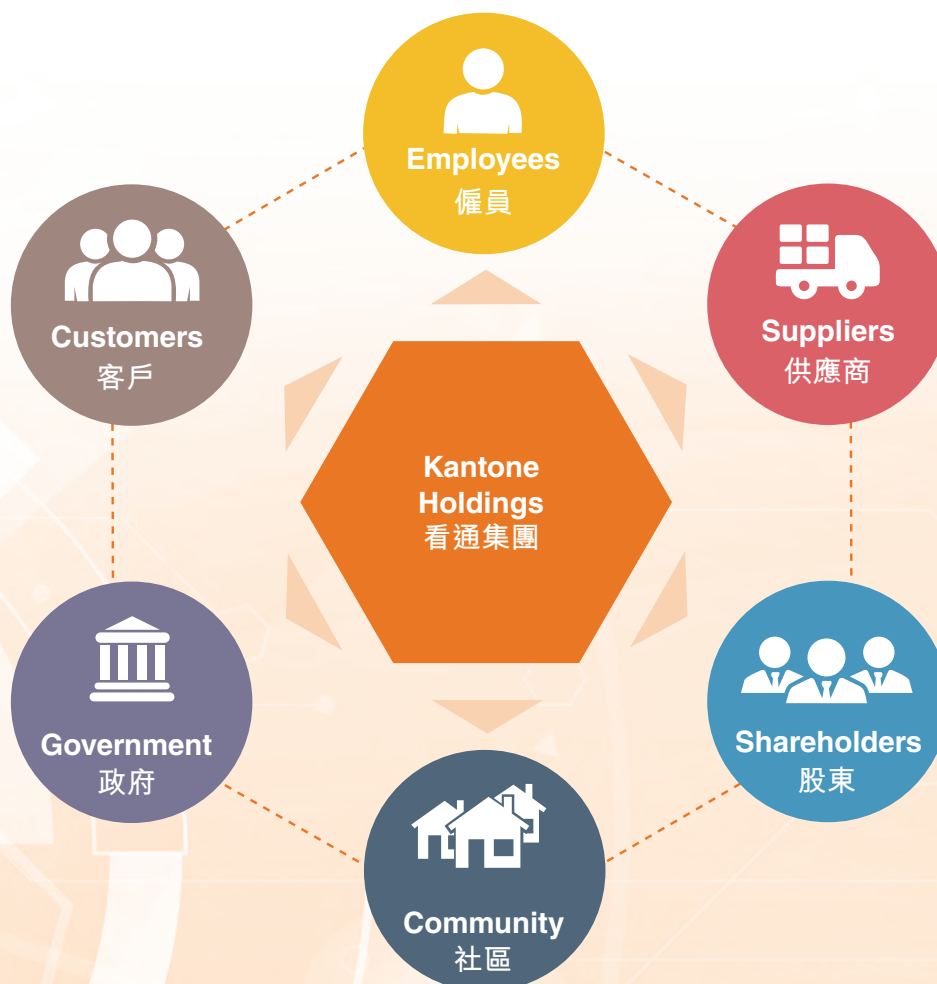 Employees
僱員
Customers
客戶
Suppliers
供應商
Kantone
Holdings
看通集團
Government
政府
Shareholders
股東
Community
社區